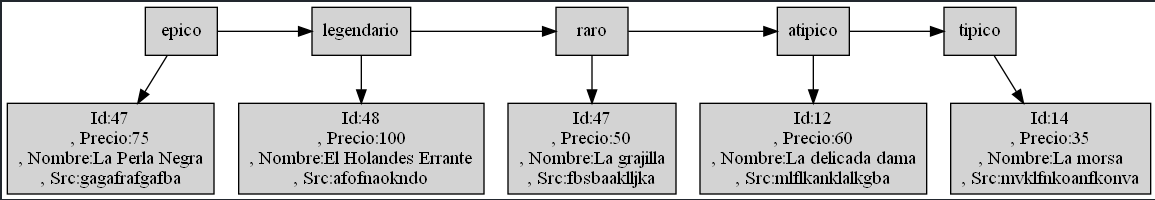 epico
legendario
raro
atipico
tipico
Id:47
, Precio:75
, Nombre:La Perla Negra
, Src:gagafrafgafba
Id:48
, Precio:100
, Nombre:El Holandes Errante
, Src:afofnaokndo
Id:47
, Precio:50
, Nombre:La grajilla
, Src:fbsbaaklljka
Id:12
, Precio:60
, Nombre:La delicada dama
, Src:mlflkanklalkgba
Id:14
, Precio:35
, Nombre:La morsa
, Src:mvklfnkoanfkonva